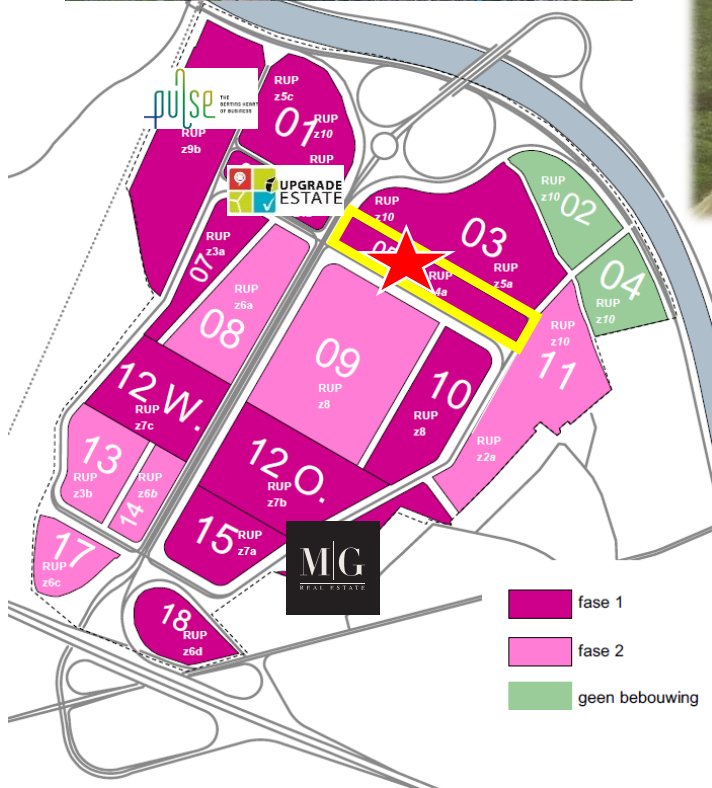 RUP
z5c
01
z10
RUP
pulse
THE
BEATING HEART
OF BUSINESS
RUP
z9b
UPGRADE
ESTATE
RUP
z10
02
RUP
z10
03
RUP
z5a
RUP
z3a
07
04
RUP
z10
RUP
z6a
08
RUP
z10
11
RUP
z2a
09
RUP
z8
10
RUP
z8
12 W.
RUP
z7c
13
RUP
z3b
RUP
z6b
14
12 O.
RUP
z7b
15
RUP
z7a
17
RUP
z6c
M|G
REAL ESTATE
18
RUP
z6d
fase 1
fase 2
geen bebouwing